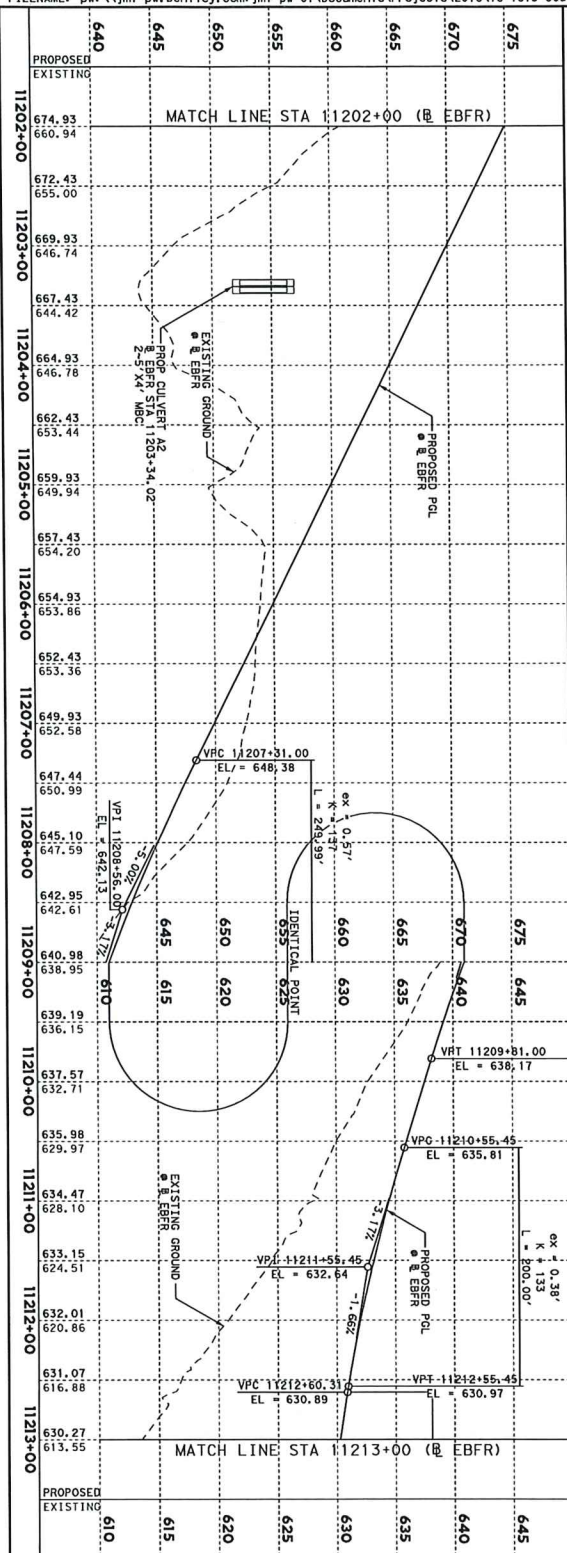 640
645
650
655
660
665
670
675
PROPOSED
EXISTING
MATCH LINE STA 11202+00 (BL EBFR)
11202+00
674.93
660.94
672.43
655.00
11203+00
669.93
646.74
667.43
644.42
11204+00
664.93
646.78
662.43
653.44
11205+00
659.93
649.94
657.43
654.20
11206+00
654.93
653.86
652.43
653.36
11207+00
649.93
652.58
647.44
650.99
11208+00
645.10
647.59
642.95
642.61
11209+00
640.98
638.95
639.19
636.15
11210+00
637.57
632.71
635.98
629.97
11211+00
634.47
628.10
633.15
624.51
11212+00
632.01
620.86
631.07
616.88
11213+00
630.27
613.55
PROP CULVERT A2
BL EBFR STA 11203+34.02
2-5'X4' MBC
EXISTING GROUND
@ BL EBFR
PROPOSED PGL
@ BL EBFR
VPC 11207+31.00
EL = 648.38
ex = 0.57'
K = 137
L = 249.99'
-5.00%
VPI 11208+56.00
EL = 642.13
-3.17%
610
645
615
650
620
655
625
IDENTICAL POINT
660
630
665
635
670
640
675
645
VPT 11209+81.00
EL = 638.17
VPC 11210+55.45
EL = 635.81
ex = 0.38'
K = 133
L = 200.00'
-3.17%
PROPOSED PGL
@ BL EBFR
VPI 11211+55.45
EL = 632.64
-1.66%
EXISTING GROUND
@ BL EBFR
VPC 11212+60.31
EL = 630.89
VPT 11212+55.45
EL = 630.97
MATCH LINE STA 11213+00 (BL EBFR)
PROPOSED
EXISTING
610
615
620
625
630
635
640
645